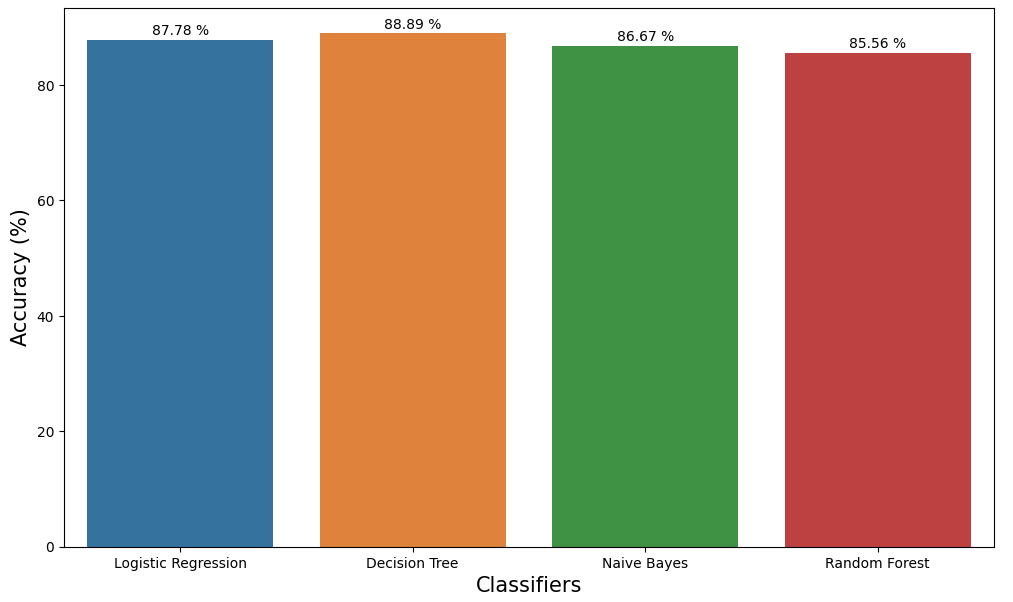 87.78 %
88.89 %
86.67 %
85.56 %
80
60
40
20
0
Accuracy (%)
Logistic Regression
Decision Tree
Naive Bayes
Random Forest
Classifiers